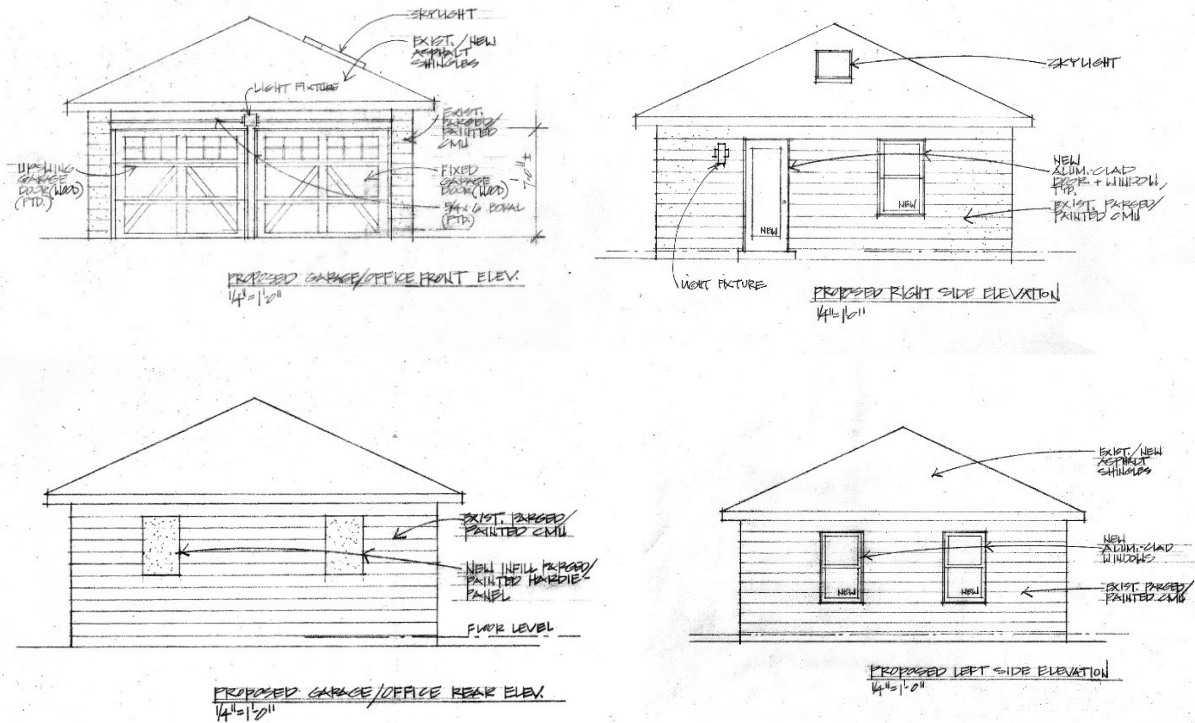 SKYLIGHT
EXIST./NEW
ASPHALT
SHINGLES
LIGHT FIXTURE
EXIST.
PARGED/
PAINTED
CMU
UPSWING
GARAGE
DOOR (WOOD)
(PTD.)
FIXED
GARAGE
DOOR (WOOD)
(PTD.)
5/4 x 6 BORAL
(PTD.)
PROPOSED GARAGE/OFFICE FRONT ELEV.
1/4"=1'-0"
SKYLIGHT
NEW
ALUM.-CLAD
DOOR + WINDOW,
EXIST. PARGED/
PAINTED CMU
NEW
NEW
LIGHT FIXTURE
PROPOSED RIGHT SIDE ELEVATION
1/4"=1'-0"
EXIST. PARGED/
PAINTED CMU
NEW INFILL PARGED/
PAINTED HARDIE-
PANEL
FLOOR LEVEL
PROPOSED GARAGE/OFFICE REAR ELEV.
1/4"=1'-0"
EXIST./NEW
ASPHALT
SHINGLES
NEW
ALUM.-CLAD
WINDOWS
EXIST. PARGED/
PAINTED CMU
NEW
NEW
PROPOSED LEFT SIDE ELEVATION
1/4"=1'-0"